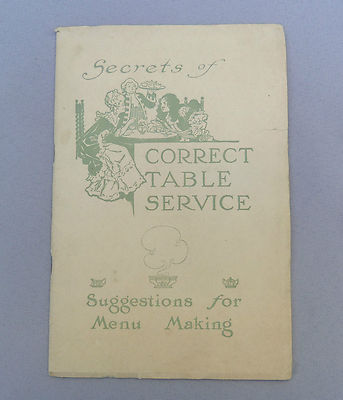 Secrets of
CORRECT
TABLE
SERVICE
Suggestions for
Menu Making